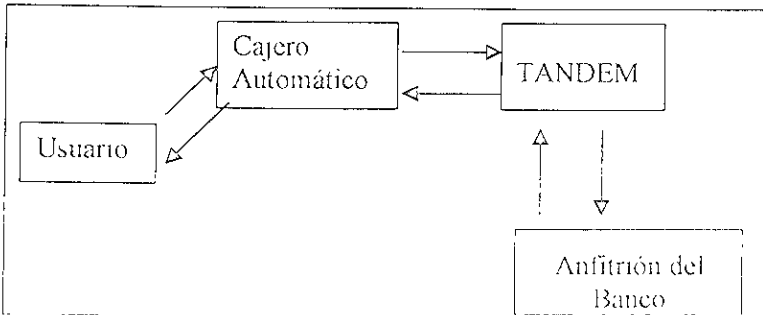 Cajero
Automático
TANDEM
Usuario
Anfitrión del
Banco